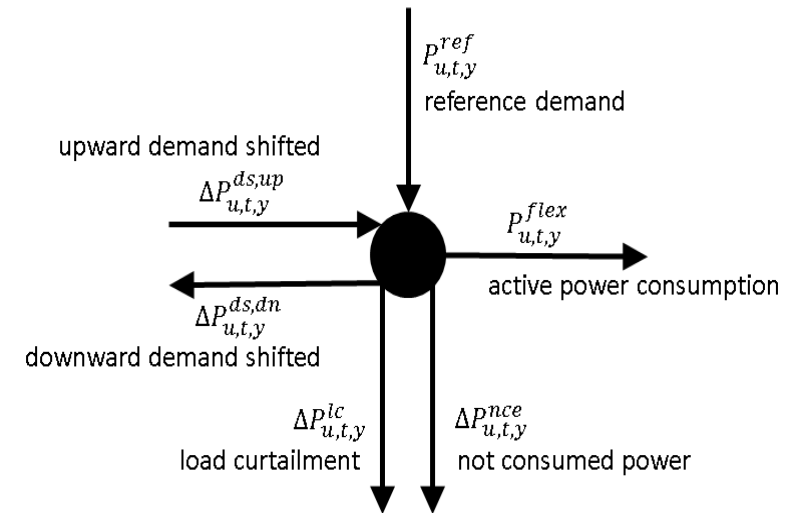 P^{ref}_{u,t,y}
reference demand
upward demand shifted
ΔP^{ds,up}_{u,t,y}
P^{flex}_{u,t,y}
active power consumption
ΔP^{ds,dn}_{u,t,y}
downward demand shifted
ΔP^{lc}_{u,t,y}
load curtailment
ΔP^{nce}_{u,t,y}
not consumed power